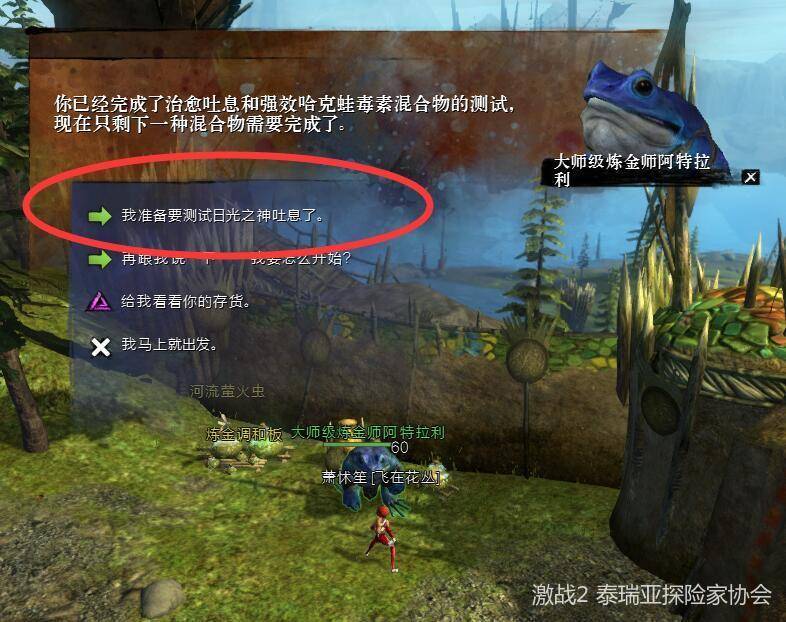 你已经完成了治愈吐息和强效哈克蛙毒素混合物的测试，
现在只剩下一种混合物需要完成了。
大师级炼金师阿特拉
利
我准备要测试日光之神吐息了。
再跟我说一下 我要怎么开始?
给我看看你的存货。
我马上就出发。
河流萤火虫
炼金调和板 大师级炼金师阿特拉利
60
萧休笙 [飞在花丛]
激战2 泰瑞亚探险家协会